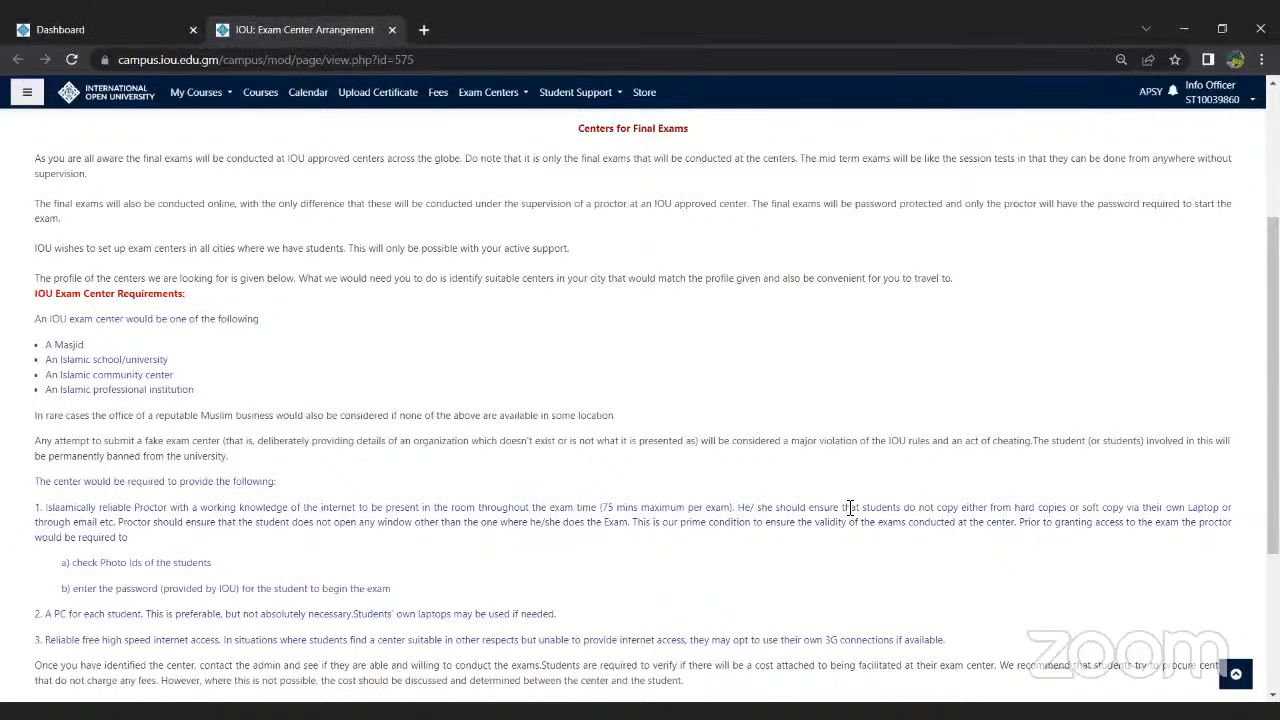 Dashboard
IOU: Exam Center Arrangement
campus.iou.edu.gm/campus/mod/page/view.php?id=575
INTERNATIONAL
OPEN UNIVERSITY
My Courses Courses Calendar Upload Certificate Fees Exam Centers Student Support Store
APSY
Info Officer
ST10039860
Centers for Final Exams
As you are all aware the final exams will be conducted at IOU approved centers across the globe. Do note that it is only the final exams that will be conducted at the centers. The mid term exams will be like the session tests in that they can be done from anywhere without
supervision.
The final exams will also be conducted online, with the only difference that these will be conducted under the supervision of a proctor at an IOU approved center. The final exams will be password protected and only the proctor will have the password required to start the
exam.
IOU wishes to set up exam centers in all cities where we have students. This will only be possible with your active support.
The profile of the centers we are looking for is given below. What we would need you to do is identify suitable centers in your city that would match the profile given and also be convenient for you to travel to.
IOU Exam Center Requirements:
An IOU exam center would be one of the following
• A Masjid
• An Islamic school/university
• An Islamic community center
• An Islamic professional institution
In rare cases the office of a reputable Muslim business would also be considered if none of the above are available in some location
Any attempt to submit a fake exam center (that is, deliberately providing details of an organization which doesn't exist or is not what it is presented as) will be considered a major violation of the IOU rules and an act of cheating.The student (or students) involved in this will
be permanently banned from the university.
The center would be required to provide the following:
1. Islaamically reliable Proctor with a working knowledge of the internet to be present in the room throughout the exam time (75 mins maximum per exam). He/ she should ensure that students do not copy either from hard copies or soft copy via their own Laptop or
through email etc. Proctor should ensure that the student does not open any window other than the one where he/she does the Exam. This is our prime condition to ensure the validity of the exams conducted at the center. Prior to granting access to the exam the proctor
would be required to
a) check Photo Ids of the students
b) enter the password (provided by IOU) for the student to begin the exam
2. A PC for each student. This is preferable, but not absolutely necessary.Students' own laptops may be used if needed.
3. Reliable free high speed internet access. In situations where students find a center suitable in other respects but unable to provide internet access, they may opt to use their own 3G connections if available.
Once you have identified the center, contact the admin and see if they are able and willing to conduct the exams.Students are required to verify if there will be a cost attached to being facilitated at their exam center. We recommend that students try to procure cent
that do not charge any fees. However, where this is not possible, the cost should be discussed and determined between the center and the student.
zoom